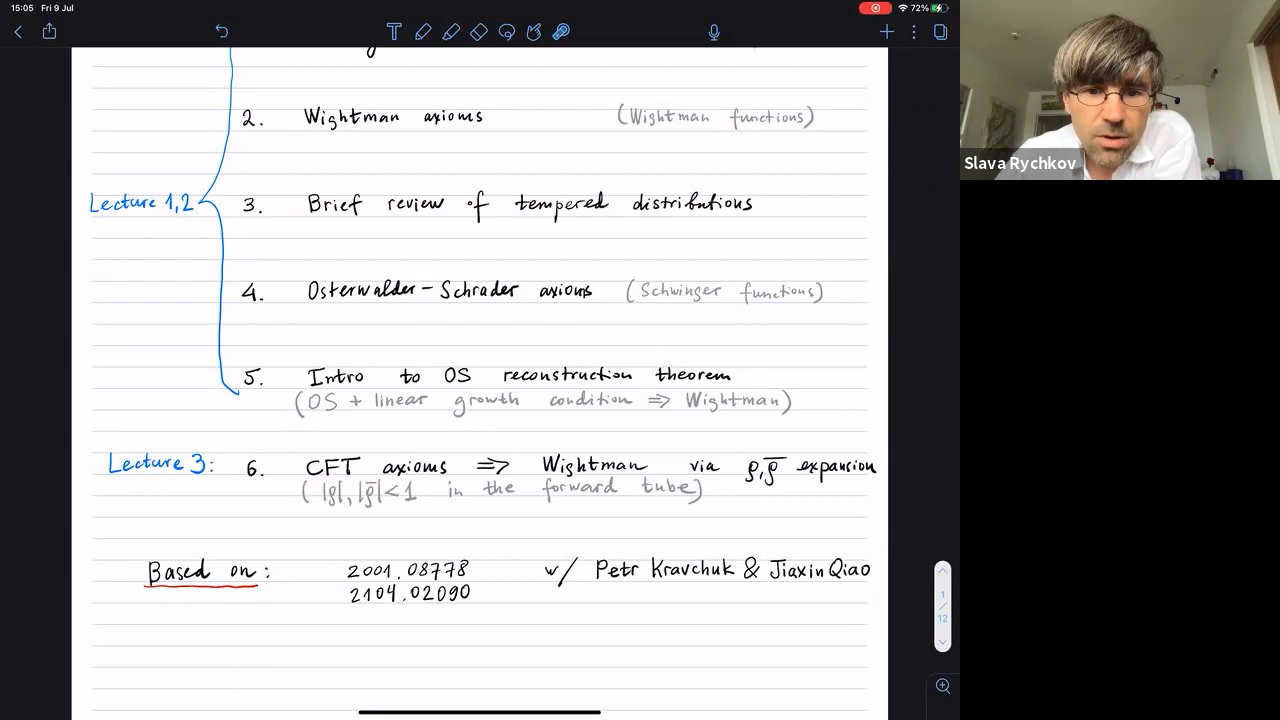 15:05 Fri 9 Jul
72%
2. Wightman axioms (Wightman functions)
Lecture 1,2
3. Brief review of tempered distributions
4. Osterwalder - Schrader axioms (Schwinger functions)
5. Intro to OS reconstruction theorem
(OS + linear growth condition ⇒ Wightman)
Lecture 3: 6. CFT axioms ⇒ Wightman via ρ,ρ̅ expansion
(|ρ|,|ρ̅|<1 in the forward tube)
Based on: 2001.08778 w/ Petr Kravchuk & Jiaxin Qiao
2104.02090
1
/
12
Slava Rychkov